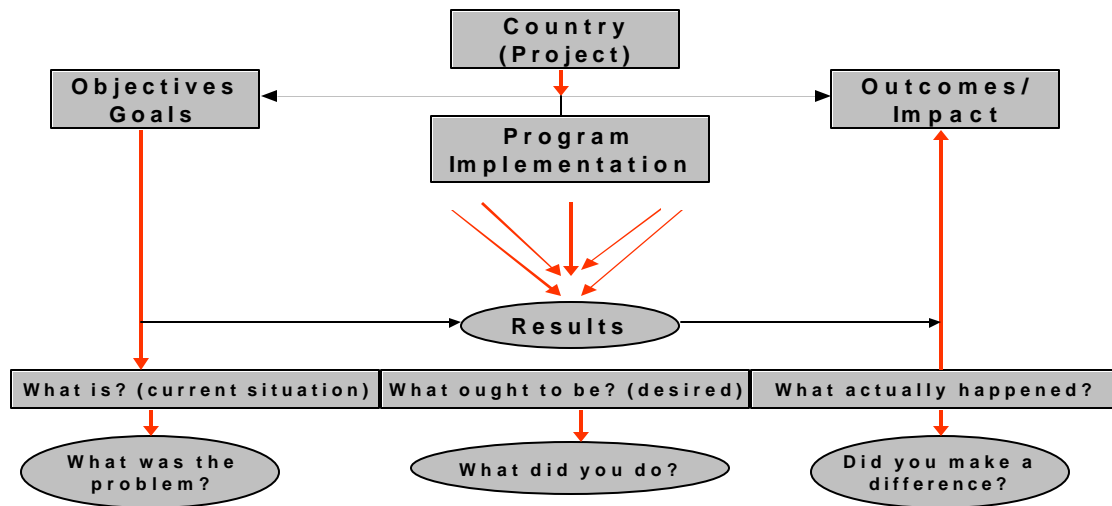 Country
(Project)
Objectives
Goals
Outcomes/
Impact
Program
Implementation
Results
What is? (current situation)
What ought to be? (desired)
What actually happened?
What was the
problem?
What did you do?
Did you make a
difference?